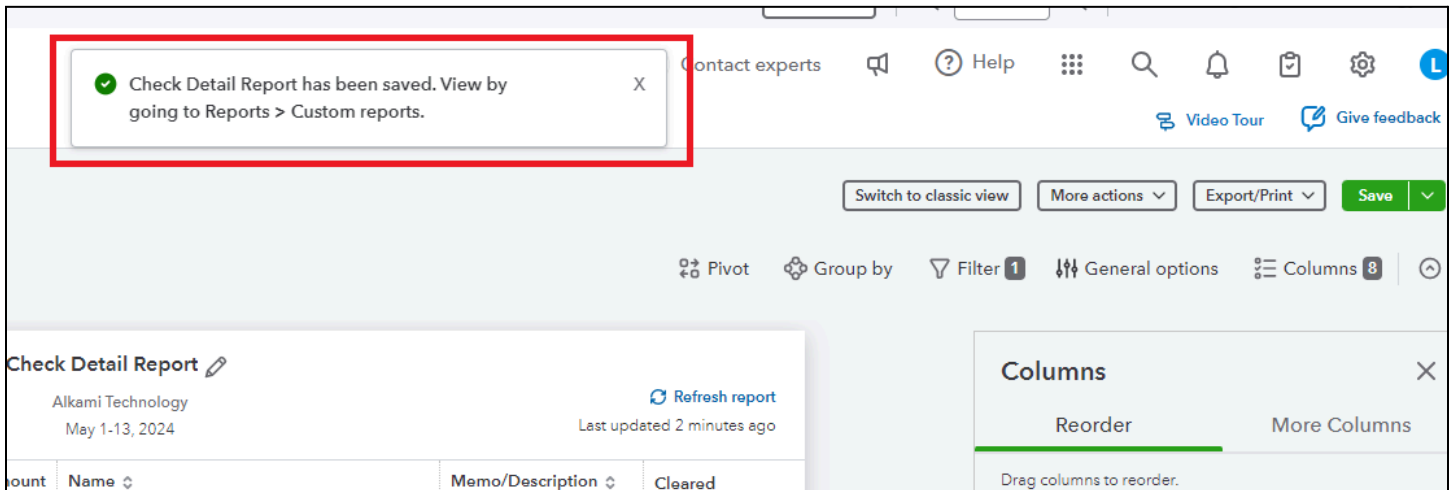 Contact experts
Help
L
Check Detail Report has been saved. View by
going to Reports > Custom reports.
X
Video Tour
Give feedback
Switch to classic view
More actions
Export/Print
Save
Pivot
Group by
Filter 1
General options
Columns 8
Check Detail Report
Alkami Technology
May 1-13, 2024
Refresh report
Last updated 2 minutes ago
ount
Name
Memo/Description
Cleared
Columns
Reorder
More Columns
Drag columns to reorder.